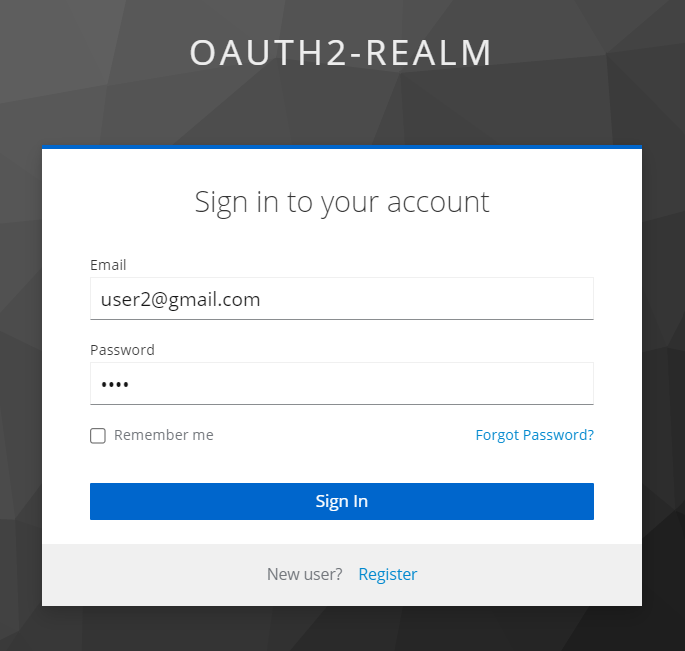 OAUTH2-REALM
Sign in to your account
Email
user2@gmail.com
Password
••••
Remember me Forgot Password?
Sign In
New user? Register